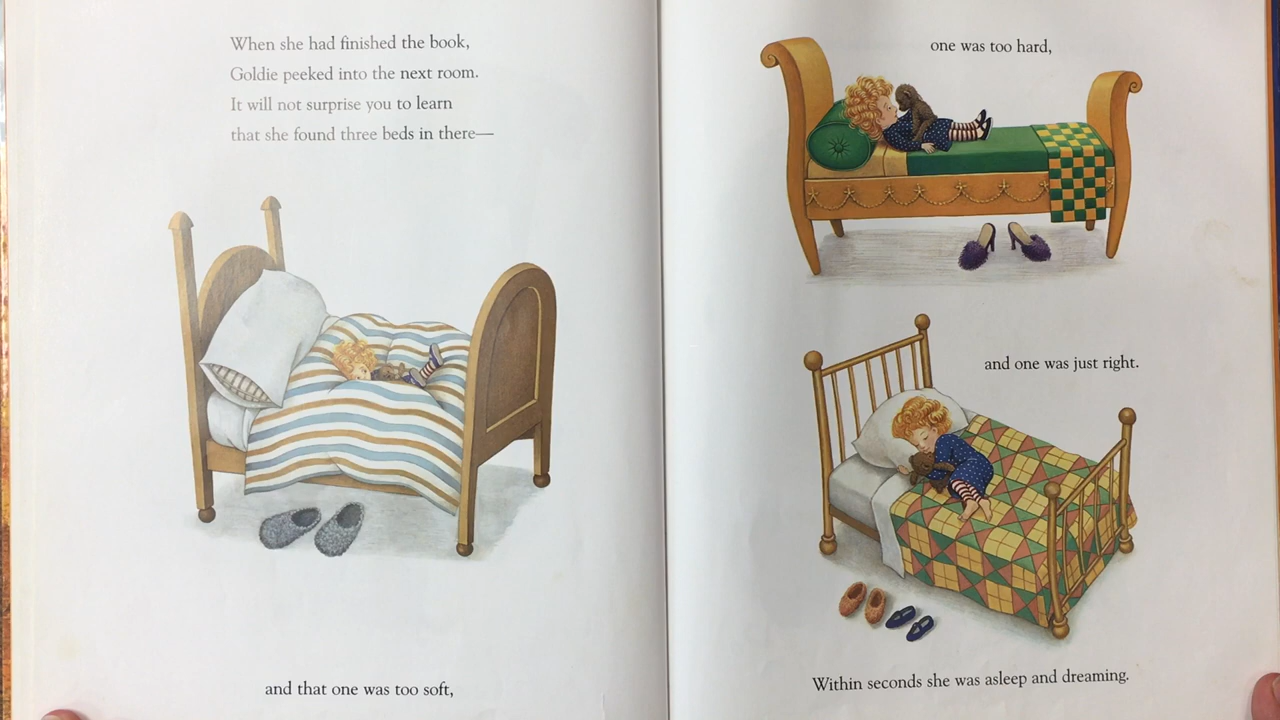 When she had finished the book,
Goldie peeked into the next room.
It will not surprise you to learn
that she found three beds in there—
and that one was too soft,
one was too hard,
and one was just right.
Within seconds she was asleep and dreaming.